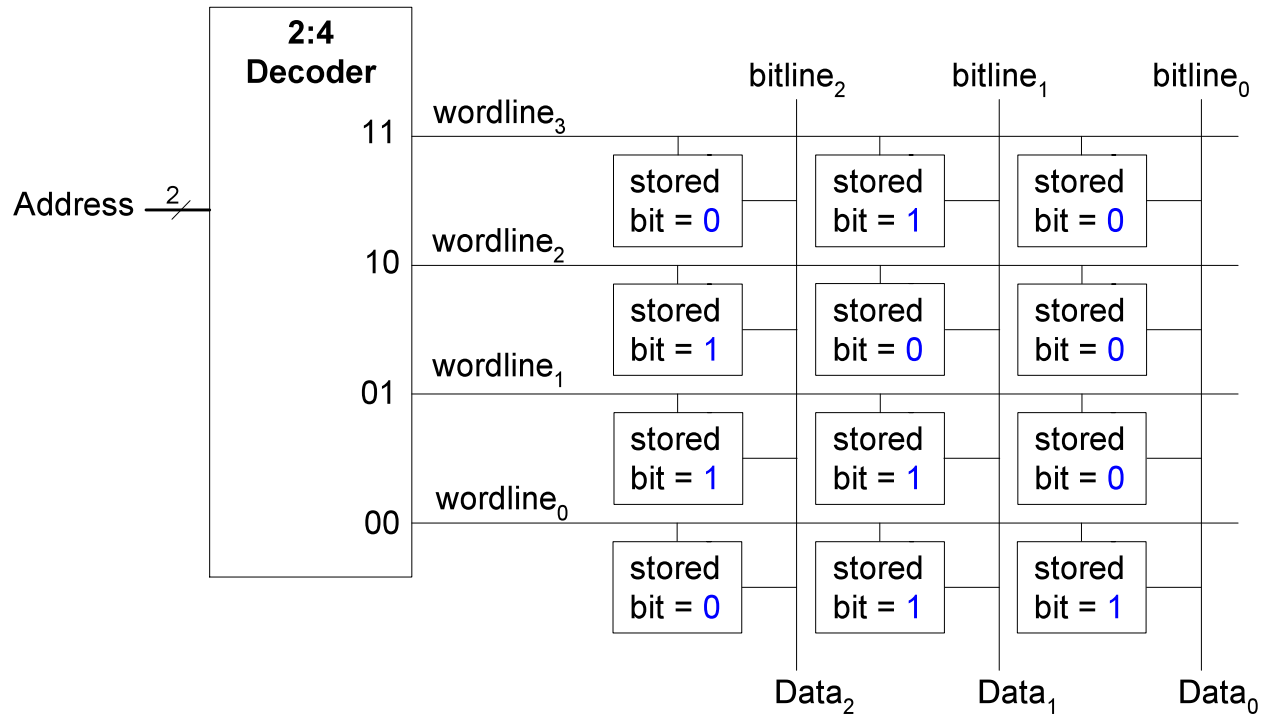 2:4
Decoder
bitline₂ bitline₁ bitline₀
wordline₃
11
stored stored stored
bit = 0 bit = 1 bit = 0
Address 2
wordline₂
10
stored stored stored
bit = 1 bit = 0 bit = 0
wordline₁
01
stored stored stored
bit = 1 bit = 1 bit = 0
wordline₀
00
stored stored stored
bit = 0 bit = 1 bit = 1
Data₂ Data₁ Data₀